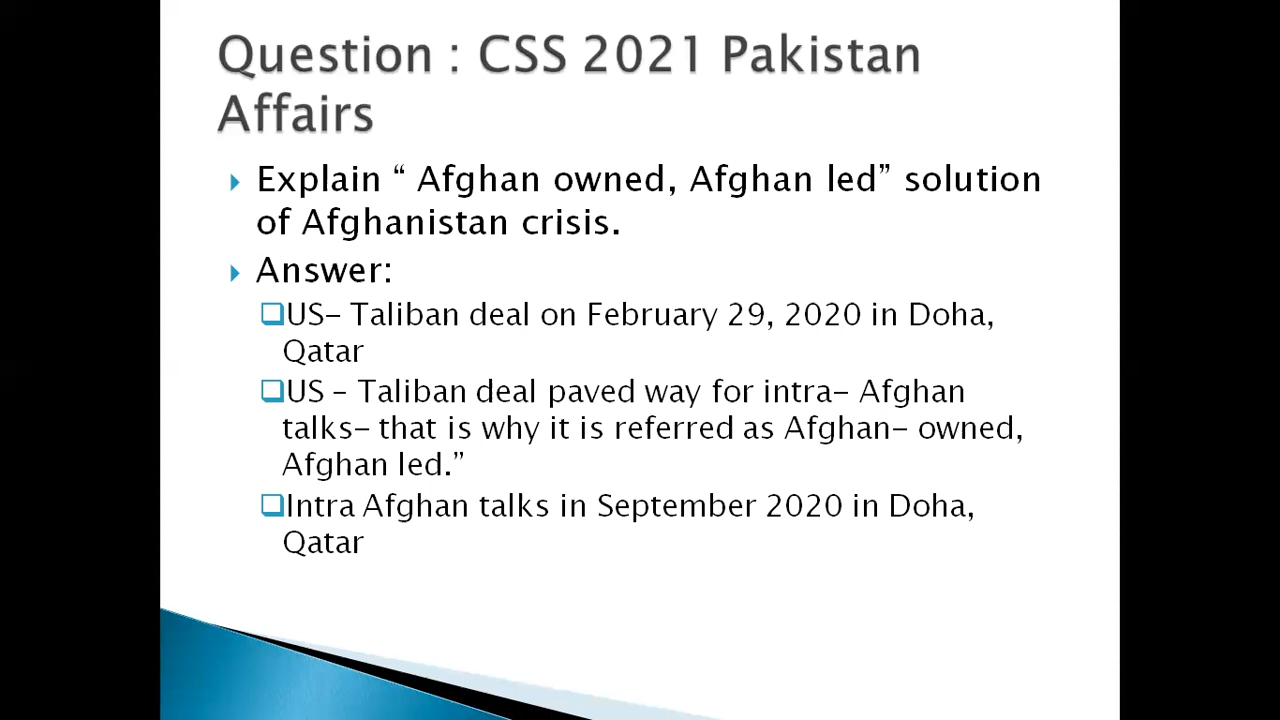 Question : CSS 2021 Pakistan
Affairs
Explain “ Afghan owned, Afghan led” solution
of Afghanistan crisis.
Answer:
US– Taliban deal on February 29, 2020 in Doha,
Qatar
US – Taliban deal paved way for intra– Afghan
talks– that is why it is referred as Afghan– owned,
Afghan led.”
Intra Afghan talks in September 2020 in Doha,
Qatar